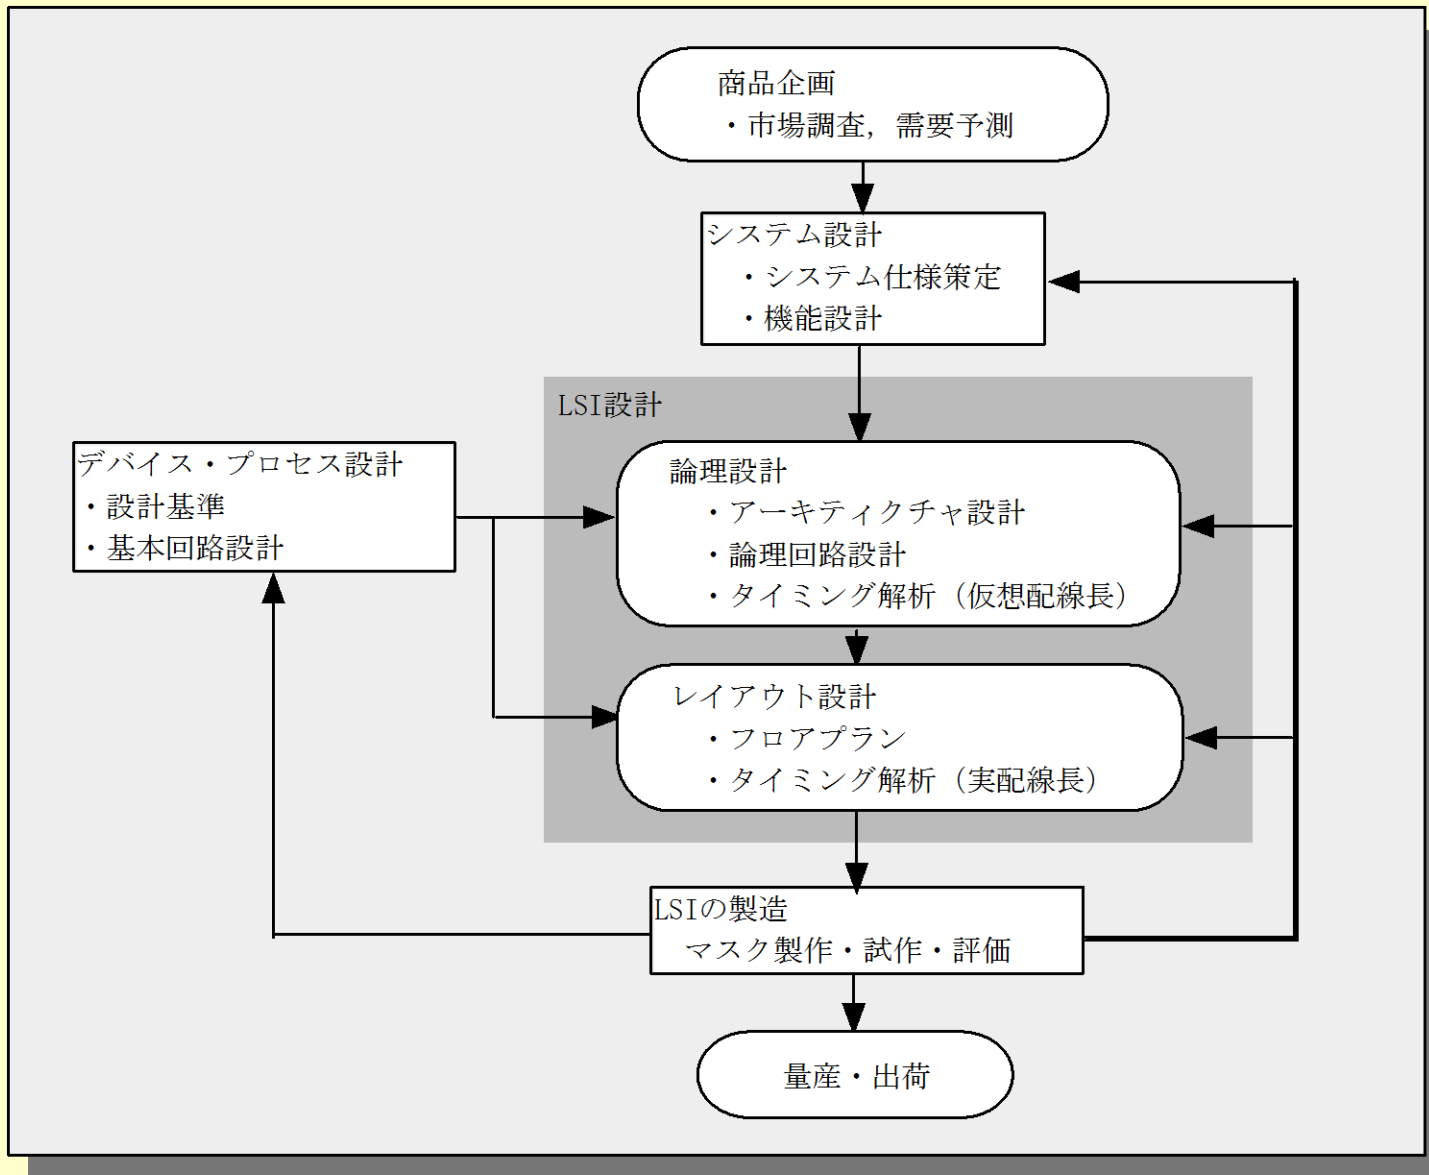 商品企画
・市場調査，需要予測
システム設計
・システム仕様策定
・機能設計
LSI設計
デバイス・プロセス設計
・設計基準
・基本回路設計
論理設計
・アーキティクチャ設計
・論理回路設計
・タイミング解析（仮想配線長）
レイアウト設計
・フロアプラン
・タイミング解析（実配線長）
LSIの製造
マスク製作・試作・評価
量産・出荷